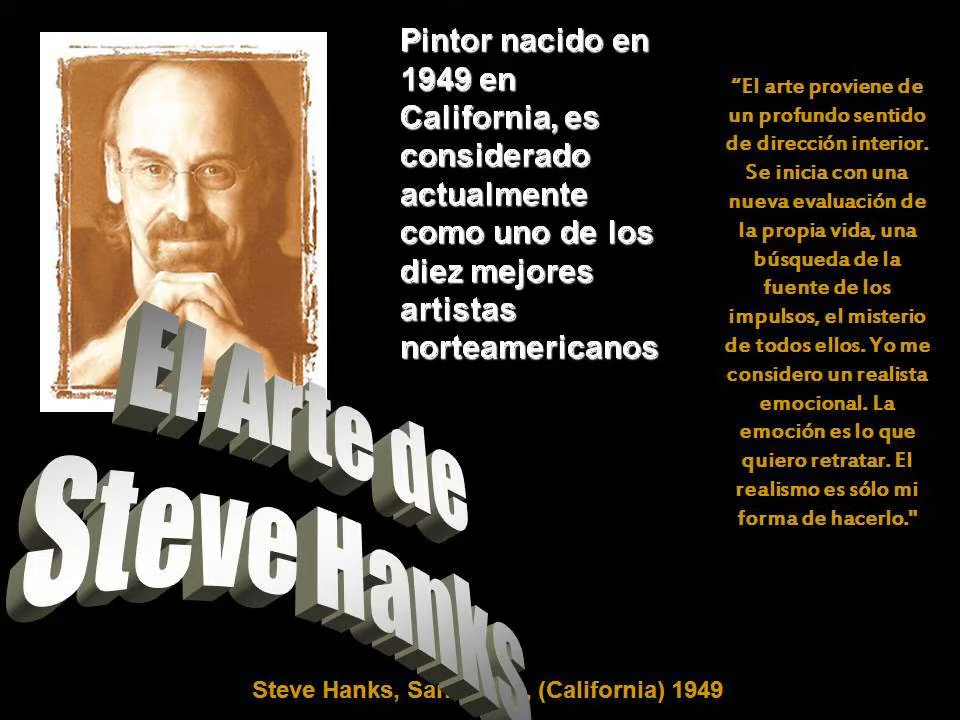 Pintor nacido en
1949 en
California, es
considerado
actualmente
como uno de los
diez mejores
artistas
norteamericanos
“El arte proviene de
un profundo sentido
de dirección interior.
Se inicia con una
nueva evaluación de
la propia vida, una
búsqueda de la
fuente de los
impulsos, el misterio
de todos ellos. Yo me
considero un realista
emocional. La
emoción es lo que
quiero retratar. El
realismo es sólo mi
forma de hacerlo."
El Arte de
Steve Hanks
Steve Hanks, (California) 1949